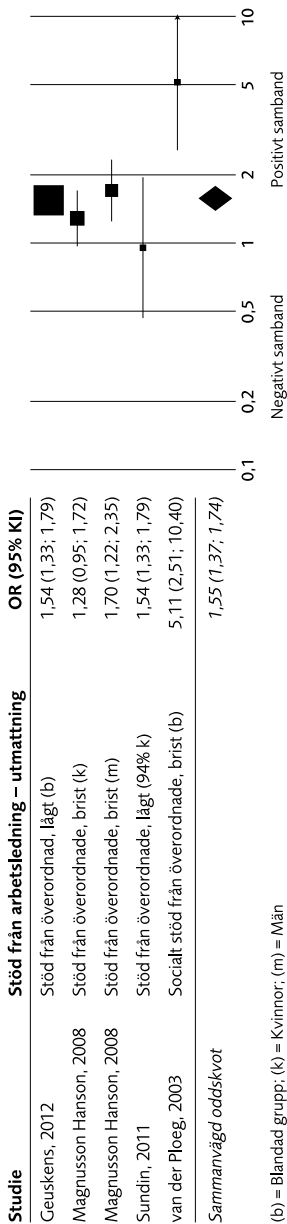 Studie Stöd från arbetsledning – utmattning OR (95% KI)
Geuskens, 2012 Stöd från överordnad, lågt (b) 1,54 (1,33; 1,79)
Magnusson Hanson, 2008 Stöd från överordnade, brist (k) 1,28 (0,95; 1,72)
Magnusson Hanson, 2008 Stöd från överordnade, brist (m) 1,70 (1,22; 2,35)
Sundin, 2011 Stöd från överordnade, lågt (94% k) 1,54 (1,33; 1,79)
van der Ploeg, 2003 Socialt stöd från överordnade, brist (b) 5,11 (2,51; 10,40)
Sammanvägd oddskvot 1,55 (1,37; 1,74)
0,1 0,2 0,5 1 2 5 10
Negativt samband Positivt samband
(b) = Blandad grupp; (k) = Kvinnor; (m) = Män